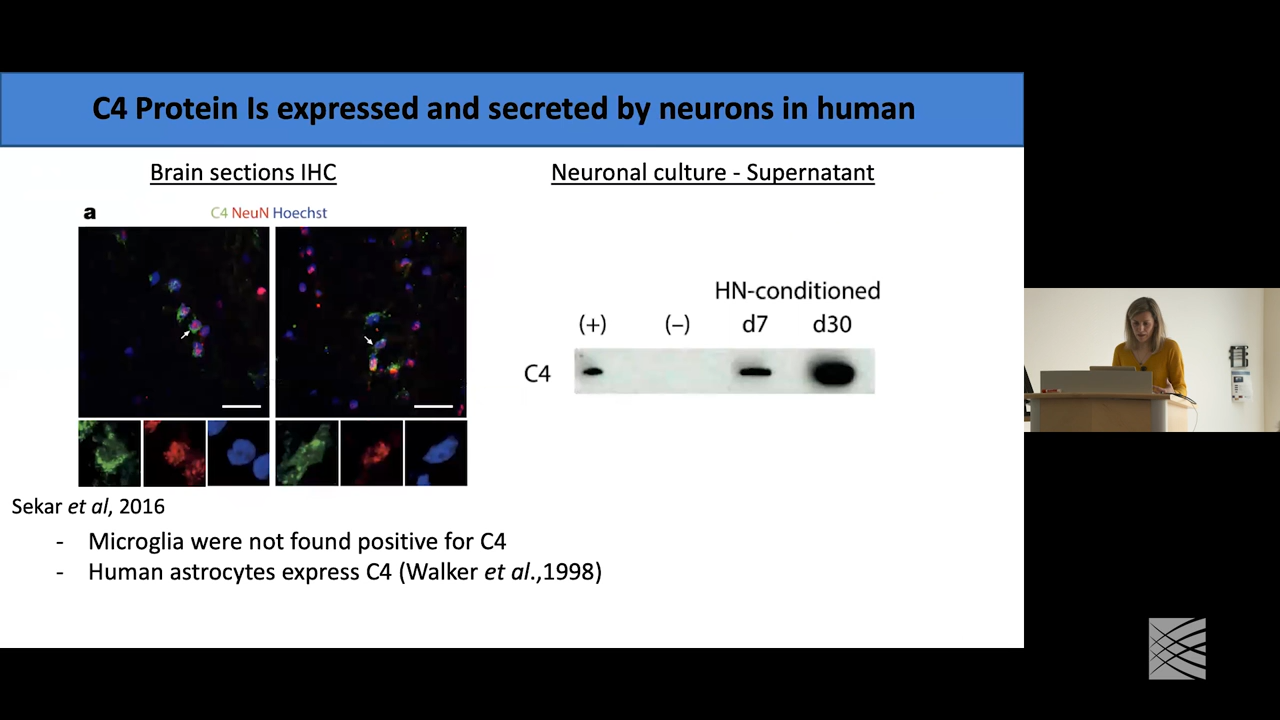 C4 Protein Is expressed and secreted by neurons in human
Brain sections IHC
a
C4 NeuN Hoechst
Sekar et al, 2016
- Microglia were not found positive for C4
- Human astrocytes express C4 (Walker et al.,1998)
Neuronal culture - Supernatant
HN-conditioned
(+) (–) d7 d30
C4